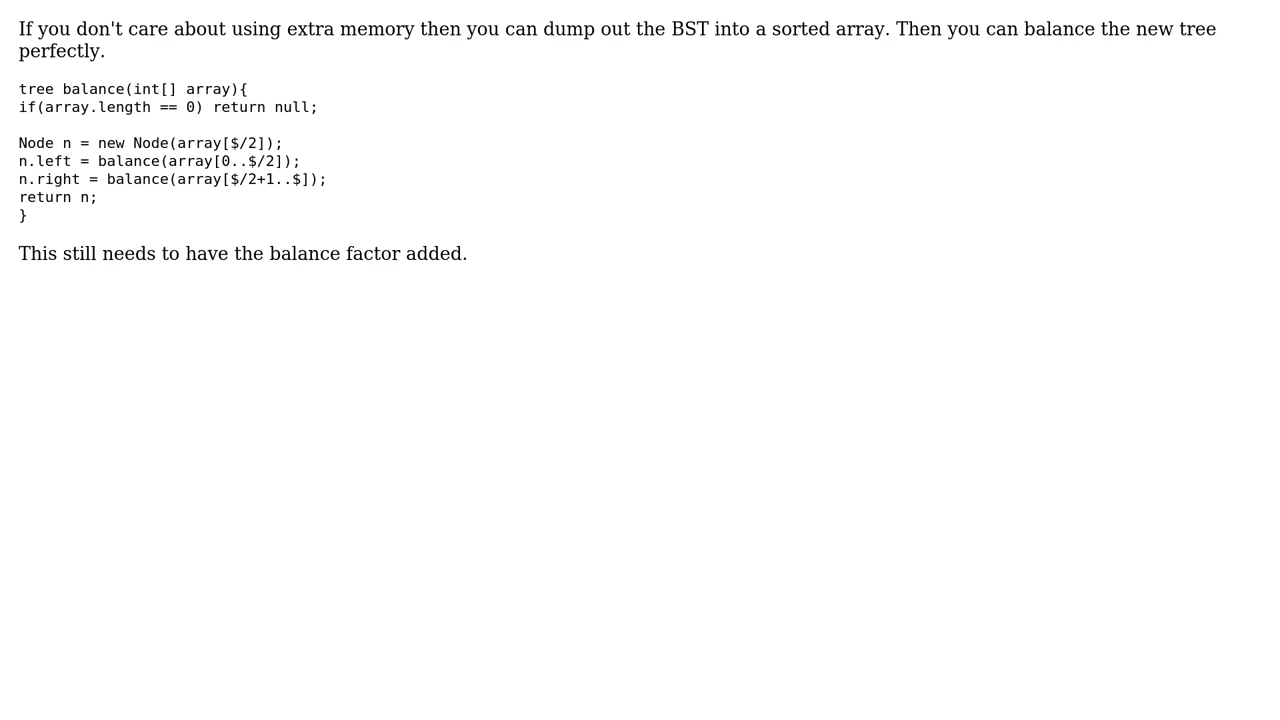 If you don't care about using extra memory then you can dump out the BST into a sorted array. Then you can balance the new tree
perfectly.
tree balance(int[] array){
if(array.length == 0) return null;
Node n = new Node(array[$/2]);
n.left = balance(array[0..$/2]);
n.right = balance(array[$/2+1..$]);
return n;
}
This still needs to have the balance factor added.